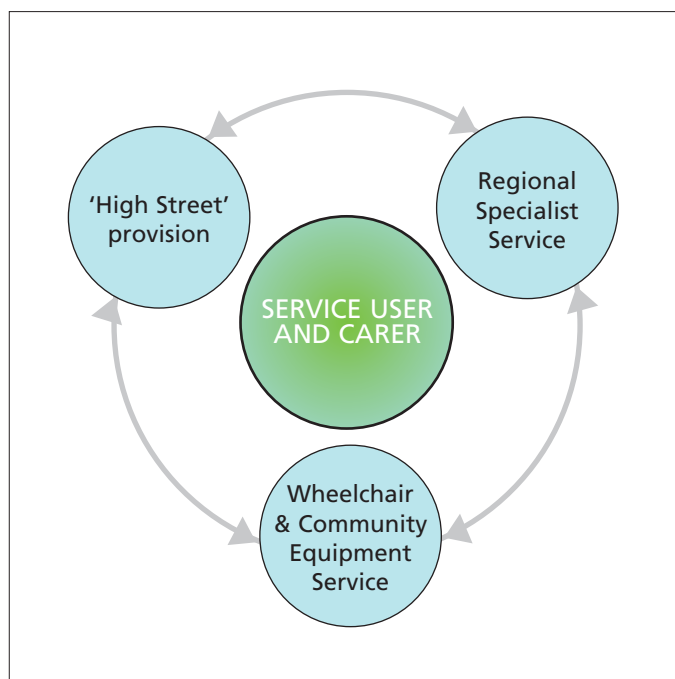 ‘High Street’
provision
Regional
Specialist
Service
SERVICE USER
AND CARER
Wheelchair
& Community
Equipment
Service